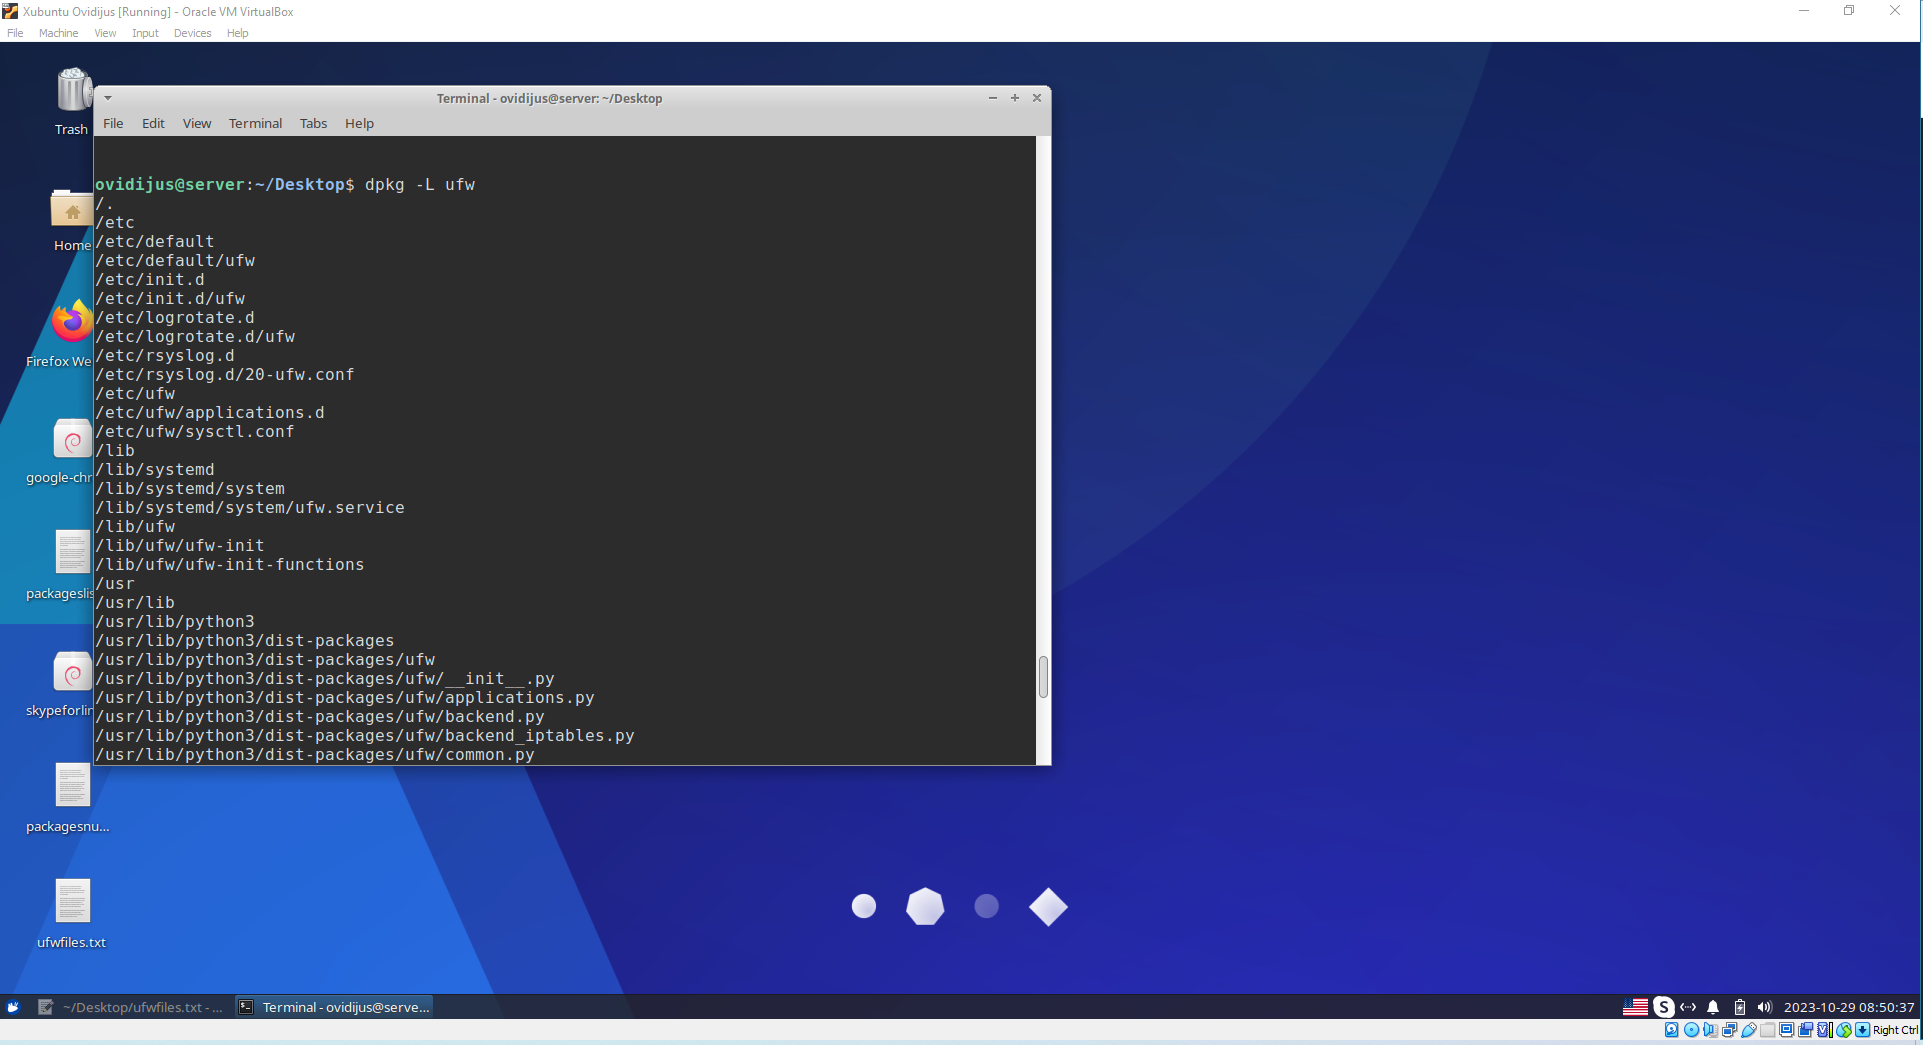 Xubuntu Ovidijus [Running] - Oracle VM VirtualBox
File Machine View Input Devices Help
Trash
Home
Firefox We
google-chr
packageslis
skypeforlin
packagesnu...
ufwfiles.txt
Terminal - ovidijus@server: ~/Desktop
File Edit View Terminal Tabs Help
ovidijus@server:~/Desktop$ dpkg -L ufw
/.
/etc
/etc/default
/etc/default/ufw
/etc/init.d
/etc/init.d/ufw
/etc/logrotate.d
/etc/logrotate.d/ufw
/etc/rsyslog.d
/etc/rsyslog.d/20-ufw.conf
/etc/ufw
/etc/ufw/applications.d
/etc/ufw/sysctl.conf
/lib
/lib/systemd
/lib/systemd/system
/lib/systemd/system/ufw.service
/lib/ufw
/lib/ufw/ufw-init
/lib/ufw/ufw-init-functions
/usr
/usr/lib
/usr/lib/python3
/usr/lib/python3/dist-packages
/usr/lib/python3/dist-packages/ufw
/usr/lib/python3/dist-packages/ufw/__init__.py
/usr/lib/python3/dist-packages/ufw/applications.py
/usr/lib/python3/dist-packages/ufw/backend.py
/usr/lib/python3/dist-packages/ufw/backend_iptables.py
/usr/lib/python3/dist-packages/ufw/common.py
~/Desktop/ufwfiles.txt - ... Terminal - ovidijus@serve... S 2023-10-29 08:50:37
Right Ctrl